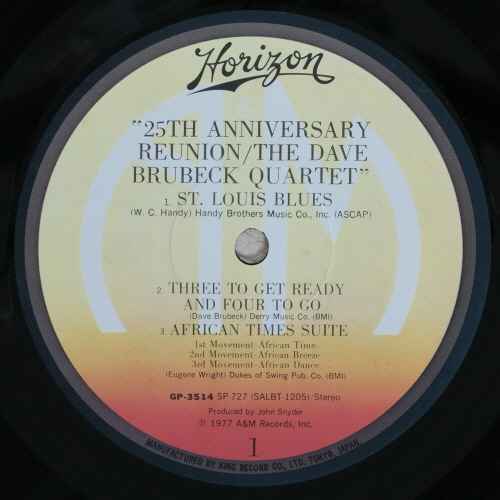 Horizon
"25TH ANNIVERSARY
REUNION/THE DAVE
BRUBECK QUARTET"
1. ST. LOUIS BLUES
(W. C. Handy) Handy Brothers Music Co., Inc. (ASCAP)
2. THREE TO GET READY
AND FOUR TO GO
(Dave Brubeck) Derry Music Co. (BMI)
3. AFRICAN TIMES SUITE
1st Movement-African Time
2nd Movement-African Breeze
3rd Movement-African Dance
(Eugene Wright) Dukes of Swing Pub. Co. (BMI)
GP-3514 SP-727 (SALBT-1205)/Stereo
Produced by John Snyder
℗ 1977 A&M Records, Inc.
1
MANUFACTURED BY KING RECORD CO., LTD. TOKYO, JAPAN